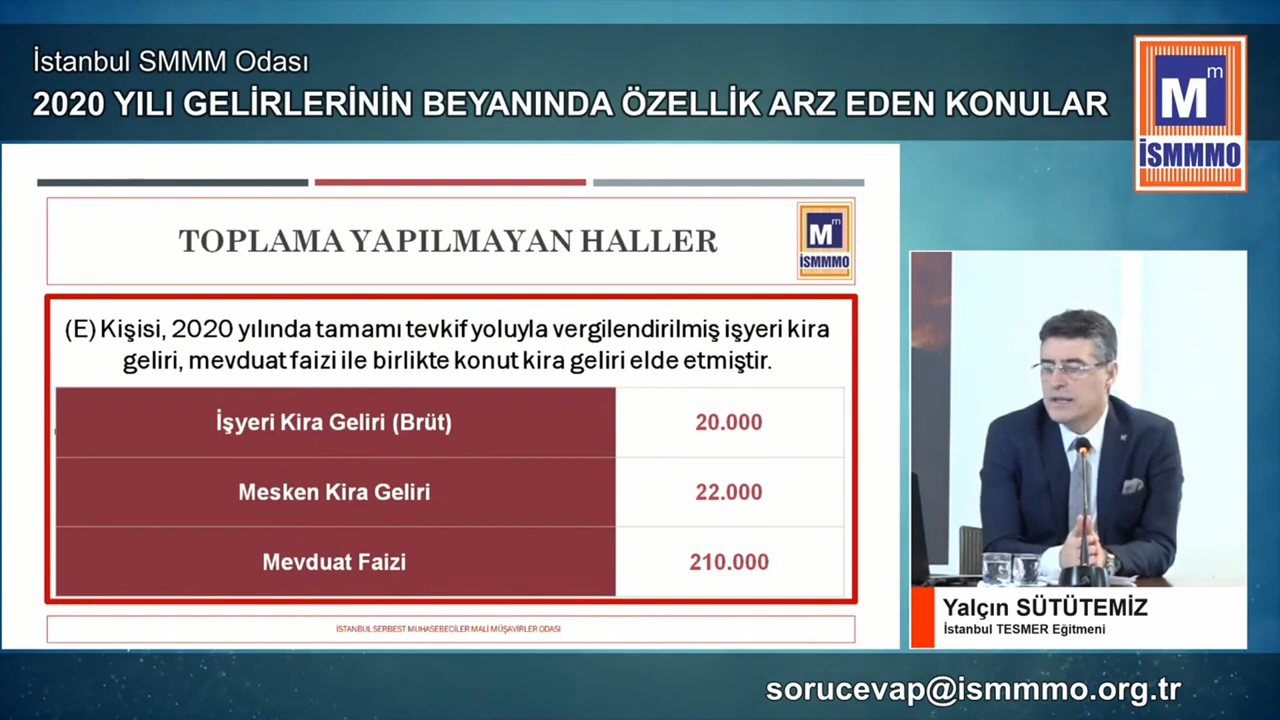 İstanbul SMMM Odası
2020 YILI GELİRLERİNİN BEYANINDA ÖZELLİK ARZ EDEN KONULAR
Mm
İSMMMO
TOPLAMA YAPILMAYAN HALLER
Mm
İSMMMO
(E) Kişisi, 2020 yılında tamamı tevkif yoluyla vergilendirilmiş işyeri kira
geliri, mevduat faizi ile birlikte konut kira geliri elde etmiştir.
İşyeri Kira Geliri (Brüt) 20.000
Mesken Kira Geliri 22.000
Mevduat Faizi 210.000
İSTANBUL SERBEST MUHASEBECİLER MALİ MÜŞAVİRLER ODASI
Yalçın SÜTÜTEMİZ
İstanbul TESMER Eğitmeni
sorucevap@ismmmo.org.tr